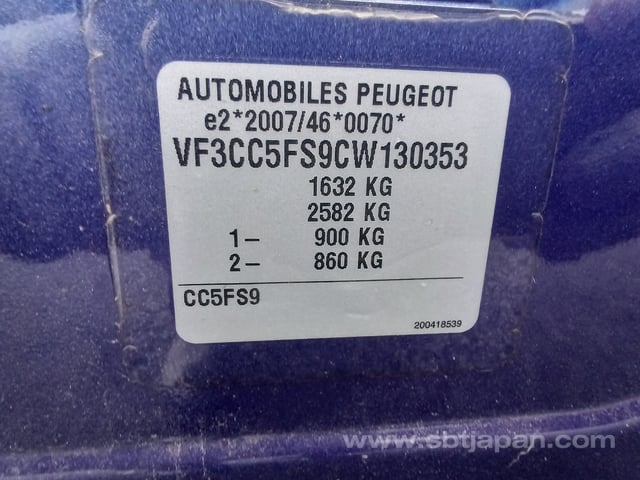 AUTOMOBILES PEUGEOT
e2*2007/46*0070*
VF3CC5FS9CW130353
1632 KG
2582 KG
1- 900 KG
2- 860 KG
CC5FS9
200418539
www.sbtjapan.com